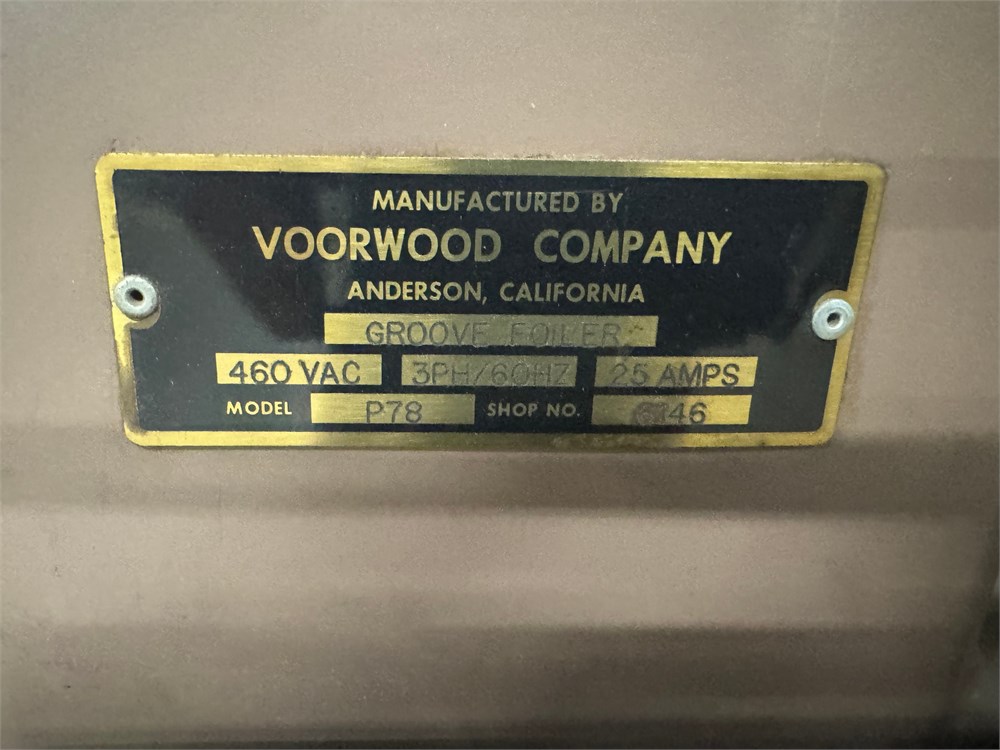 MANUFACTURED BY
VOORWOOD COMPANY
ANDERSON, CALIFORNIA
GROOVE FOILER
460 VAC 3PH/60HZ 25 AMPS
MODEL P78 SHOP NO.